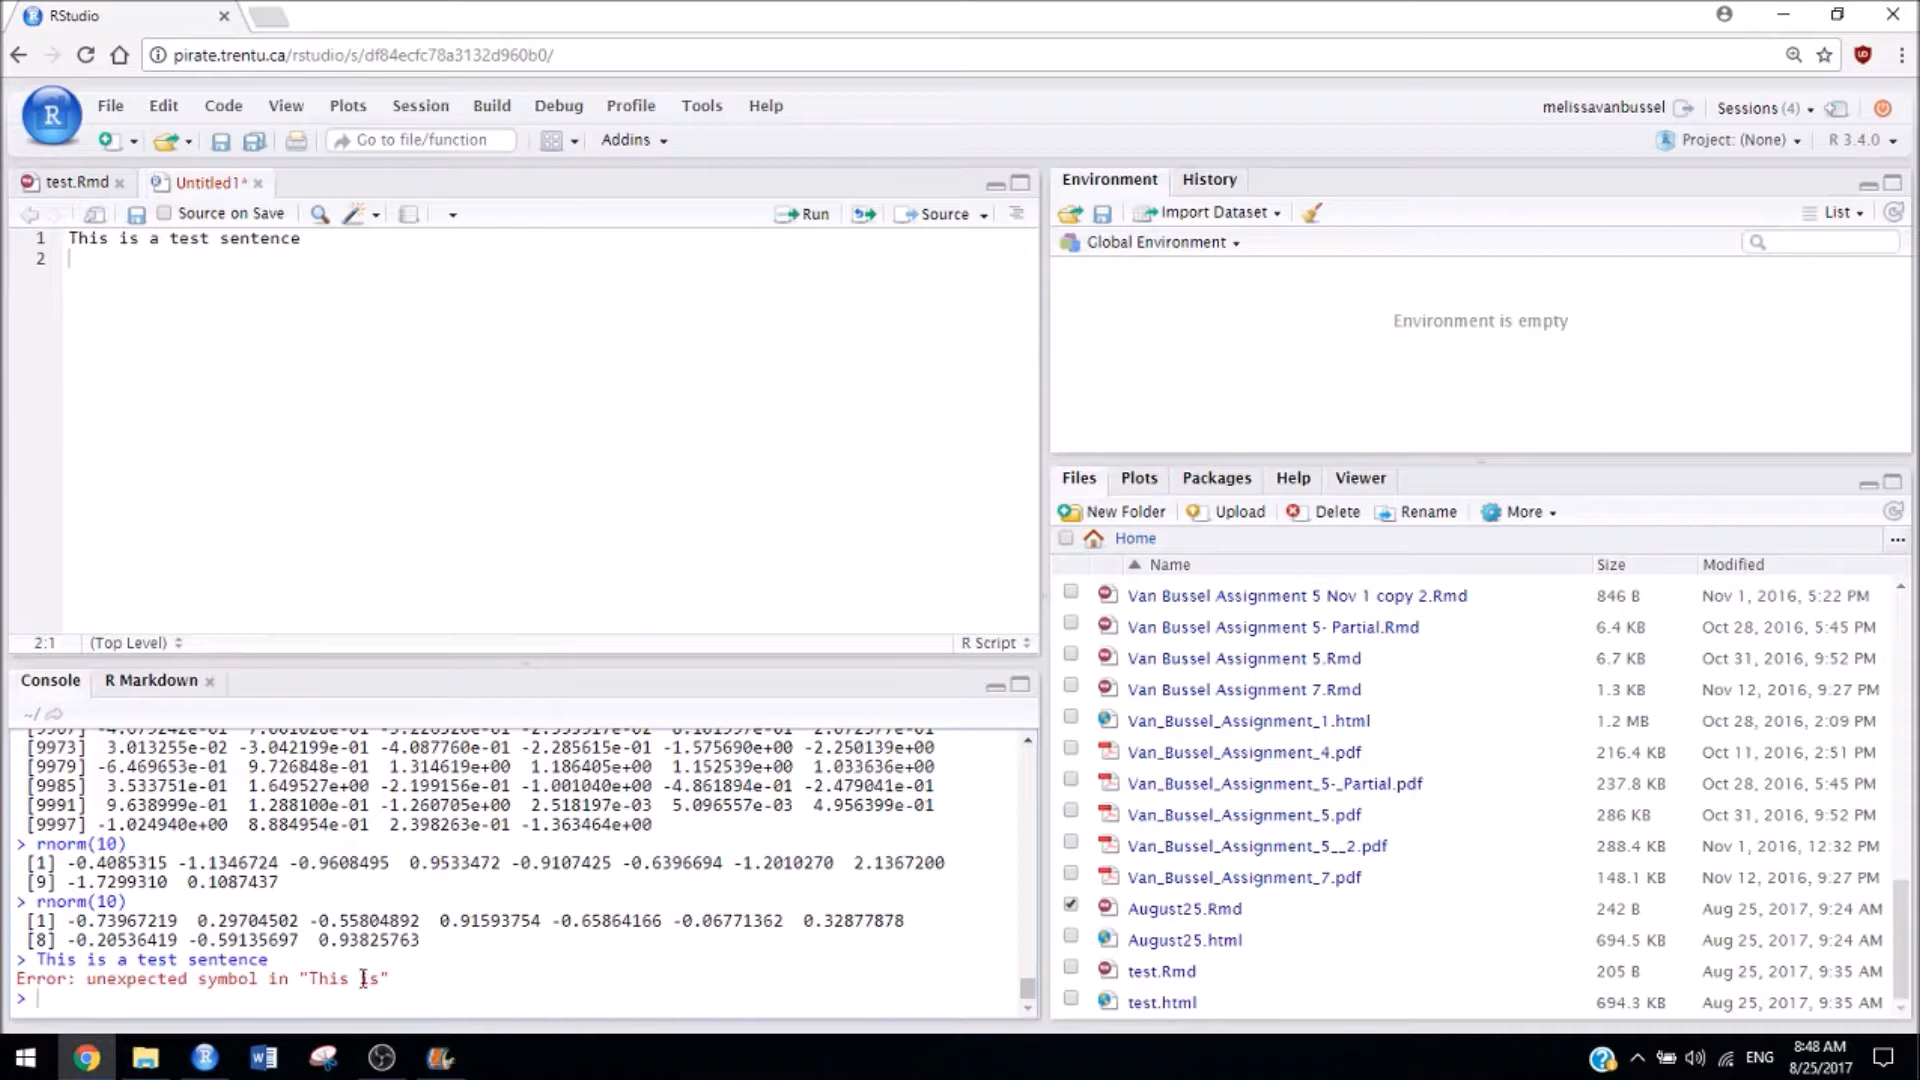 RStudio
pirate.trentu.ca/rstudio/s/df84ecfc78a3132d960b0/
R
File Edit Code View Plots Session Build Debug Profile Tools Help
melissavanbussel
Sessions (4)
Go to file/function
Addins
Project: (None)
R 3.4.0
test.Rmd
Untitled1*
Source on Save
Run
Source
1 This is a test sentence
2
2:1 (Top Level)
R Script
Environment History
Import Dataset
List
Global Environment
Environment is empty
Files Plots Packages Help Viewer
New Folder Upload Delete Rename More
Home
Name Size Modified
Van Bussel Assignment 5 Nov 1 copy 2.Rmd 846 B Nov 1, 2016, 5:22 PM
Van Bussel Assignment 5- Partial.Rmd 6.4 KB Oct 28, 2016, 5:45 PM
Van Bussel Assignment 5.Rmd 6.7 KB Oct 31, 2016, 9:52 PM
Van Bussel Assignment 7.Rmd 1.3 KB Nov 12, 2016, 9:27 PM
Van_Bussel_Assignment_1.html 1.2 MB Oct 28, 2016, 2:09 PM
Van_Bussel_Assignment_4.pdf 216.4 KB Oct 11, 2016, 2:51 PM
Van_Bussel_Assignment_5-_Partial.pdf 237.8 KB Oct 28, 2016, 5:45 PM
Van_Bussel_Assignment_5.pdf 286 KB Oct 31, 2016, 9:52 PM
Van_Bussel_Assignment_5__2.pdf 288.4 KB Nov 1, 2016, 12:32 PM
Van_Bussel_Assignment_7.pdf 148.1 KB Nov 12, 2016, 9:27 PM
August25.Rmd 242 B Aug 25, 2017, 9:24 AM
August25.html 694.5 KB Aug 25, 2017, 9:24 AM
test.Rmd 205 B Aug 25, 2017, 9:35 AM
test.html 694.3 KB Aug 25, 2017, 9:35 AM
Console R Markdown
~/
[9973] 3.013255e-02 -3.042199e-01 -4.087760e-01 -2.285615e-01 -1.575690e+00 -2.250139e+00
[9979] -6.469653e-01 9.726848e-01 1.314619e+00 1.186405e+00 1.152539e+00 1.033636e+00
[9985] 3.533751e-01 1.649527e+00 -2.199156e-01 -1.001040e+00 -4.861894e-01 -2.479041e-01
[9991] 9.638999e-01 1.288100e-01 -1.260705e+00 2.518197e-03 5.096557e-03 4.956399e-01
[9997] -1.024940e+00 8.884954e-01 2.398263e-01 -1.363464e+00
> rnorm(10)
[1] -0.4085315 -1.1346724 -0.9608495 0.9533472 -0.9107425 -0.6396694 -1.2010270 2.1367200
[9] -1.7299310 0.1087437
> rnorm(10)
[1] -0.73967219 0.29704502 -0.55804892 0.91593754 -0.65864166 -0.06771362 0.32877878
[8] -0.20536419 -0.59135697 0.93825763
> This is a test sentence
Error: unexpected symbol in "This is"
>
ENG
8:48 AM
8/25/2017